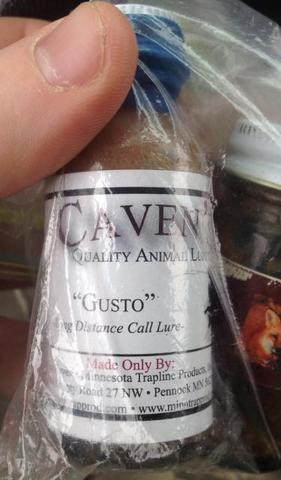 CAVEN'
QUALITY ANIMAL
"GUSTO"
Distance Call Lure-
Made Only By:
Minnesota Trapline Products,
Road 27 NW • Pennock MN
• www.